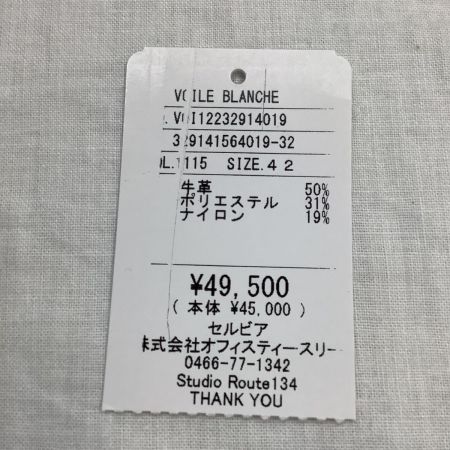 VOILE BLANCHE
. VOI12232914019
329141564019-32
OL.1115 SIZE.42
牛革 50%
ポリエステル 31%
ナイロン 19%
¥49,500
( 本体 ¥45,000 )
セルビア
株式会社オフィスティースリー
0466-77-1342
Studio Route134
THANK YOU